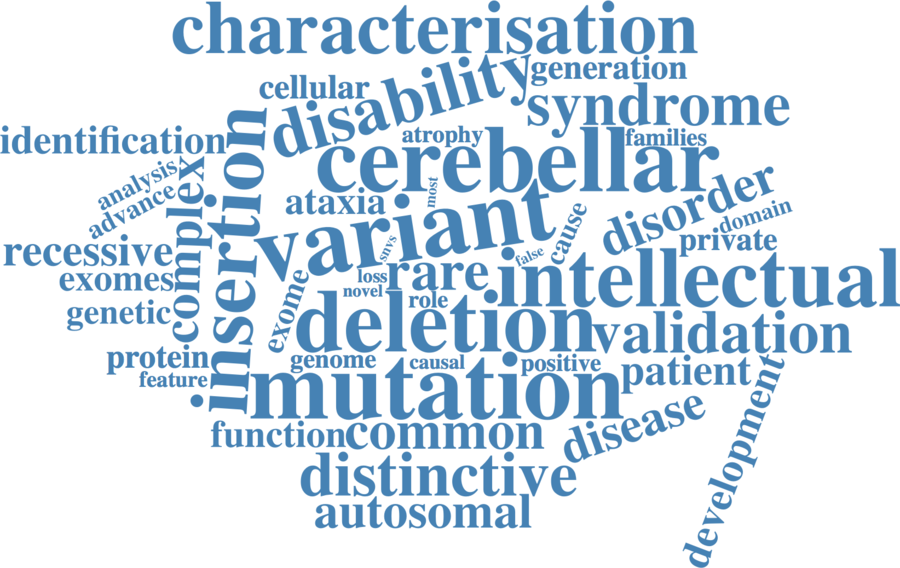 characterisation
generation
cellular
disability
syndrome
identification
atrophy
families
cerebellar
analysis
advance
complex
insertion
ataxia
most
variant
cause
disorder
domain
private
recessive
snvs
false
exomes
loss
rare
intellectual
novel
role
genetic
exome
deletion
validation
protein
genome
causal
positive
patient
feature
mutation
development
function
common
disease
distinctive
autosomal